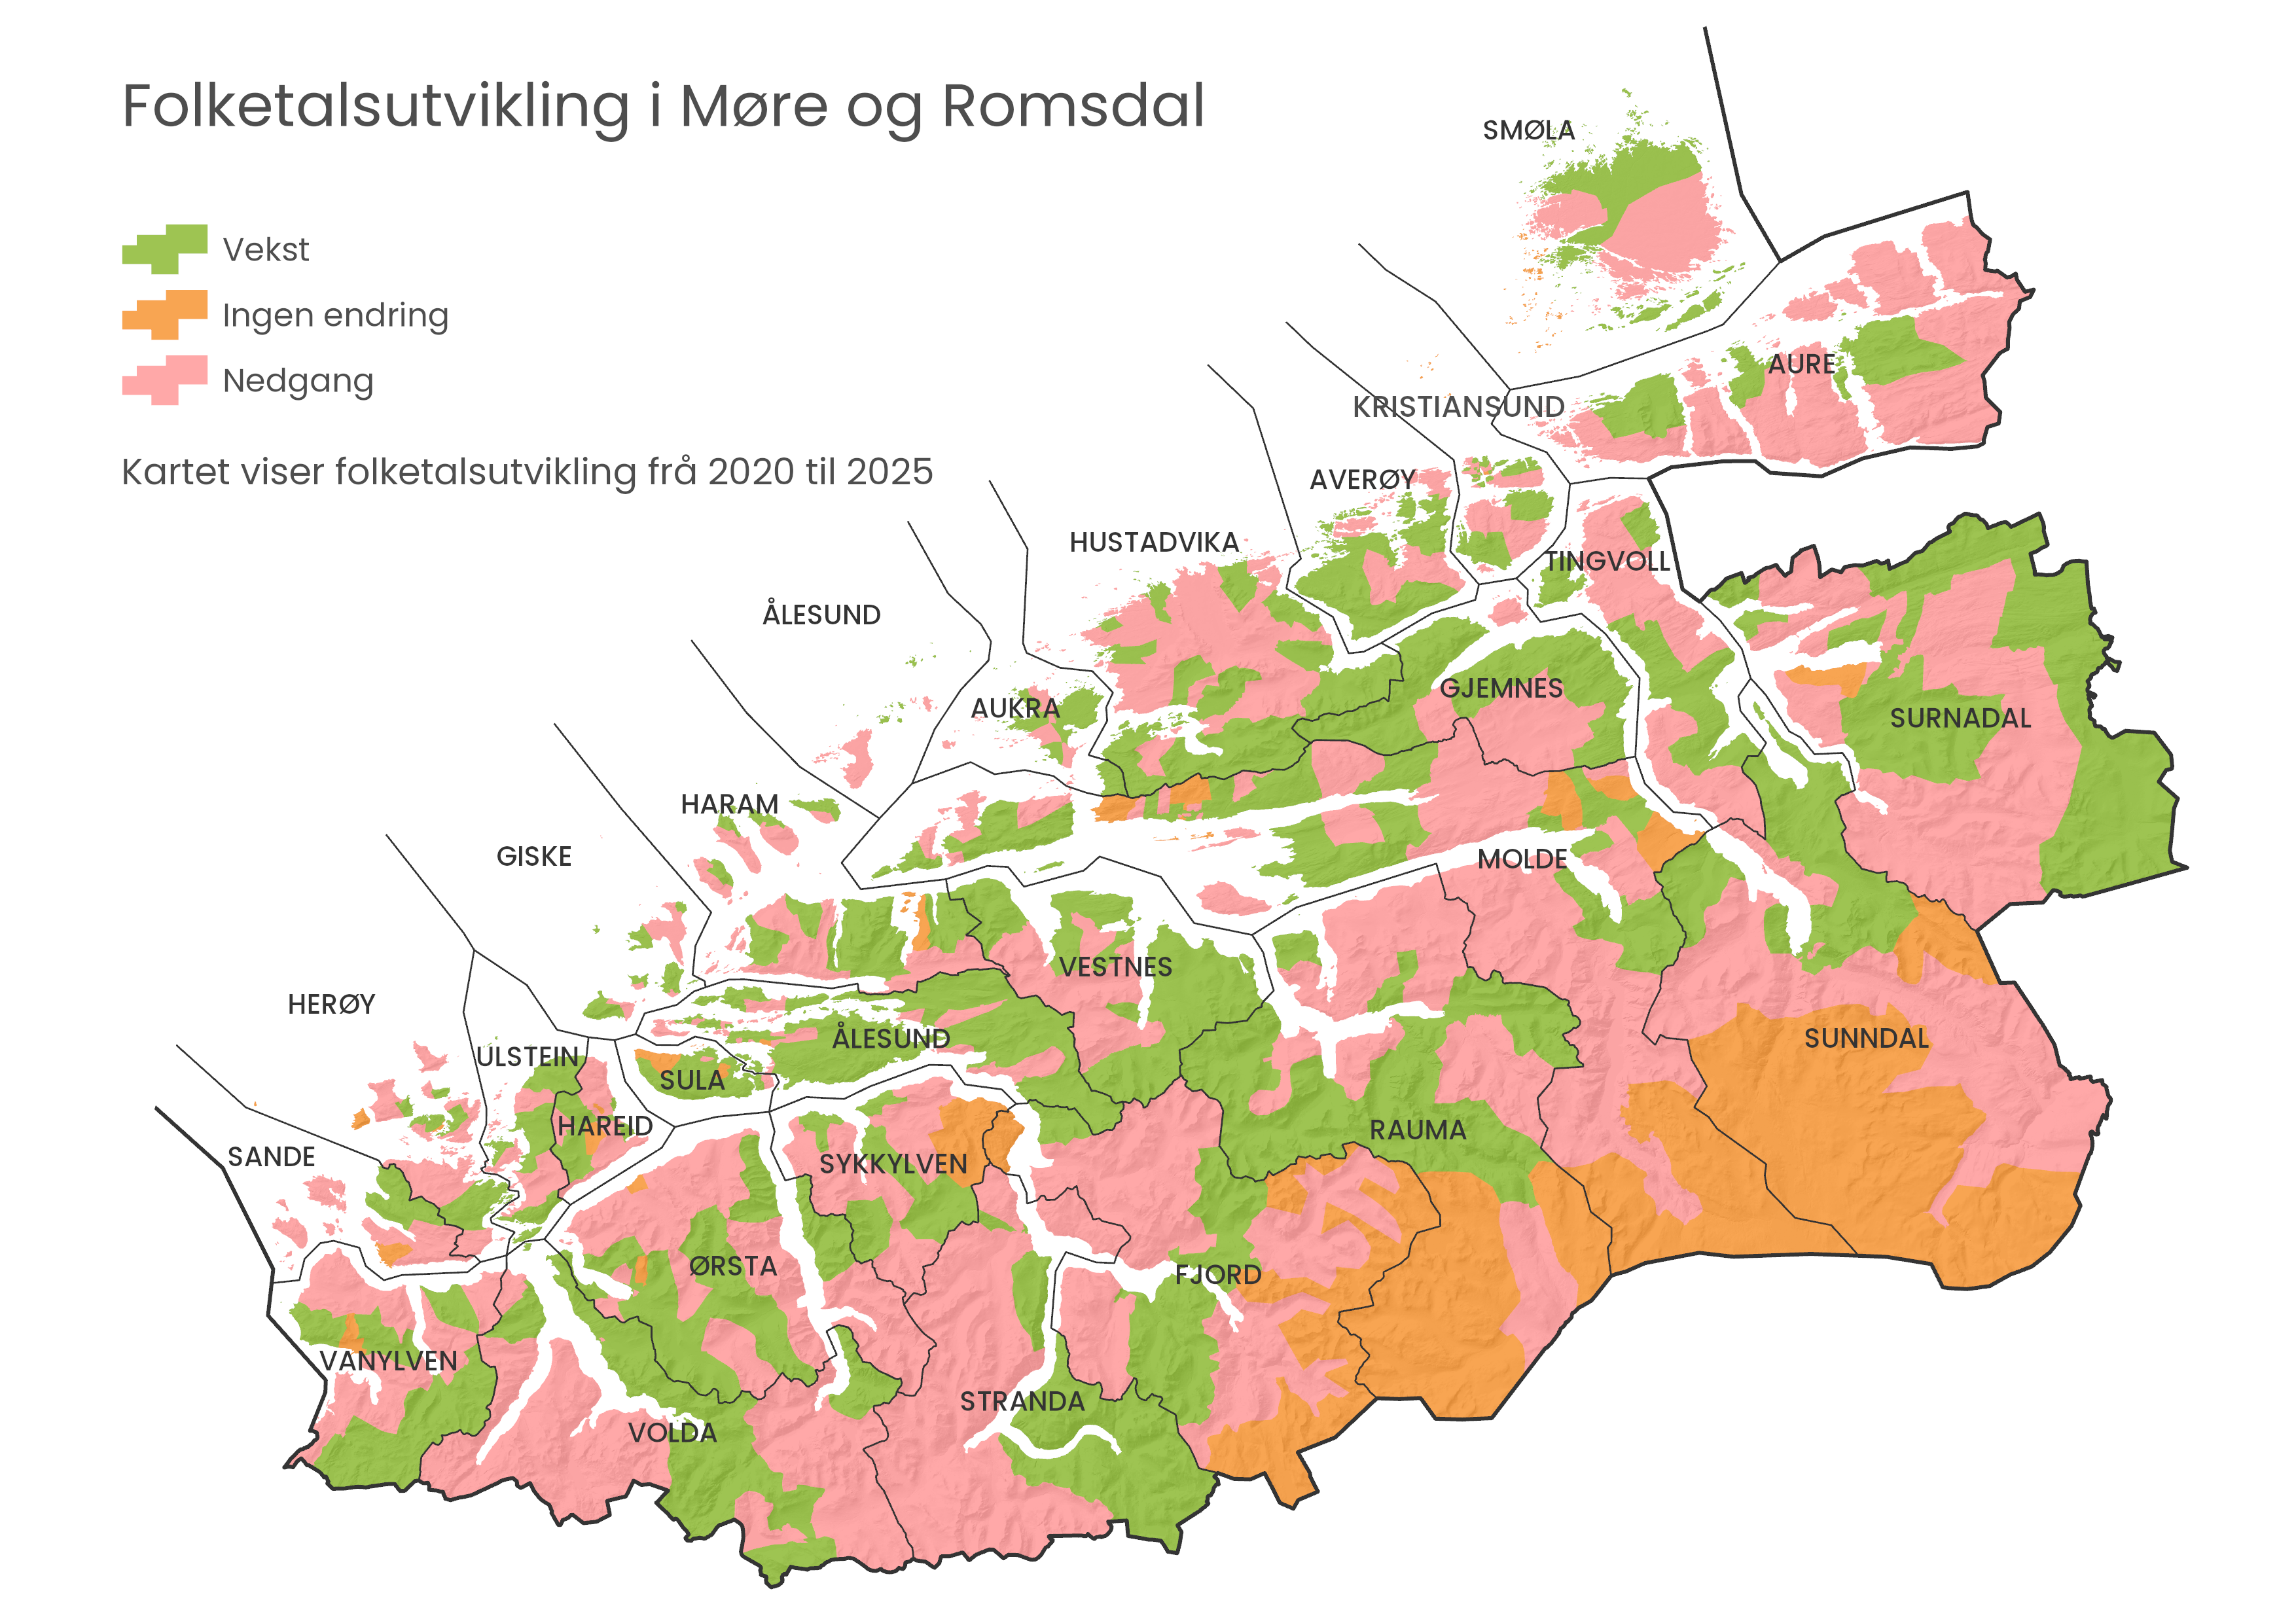 Folketalsutvikling i Møre og Romsdal
Vekst
Ingen endring
Nedgang
Kartet viser folketalsutvikling frå 2020 til 2025
SMØLA
AURE
KRISTIANSUND
AVERØY
HUSTADVIKA
TINGVOLL
ÅLESUND
GJEMNES
AUKRA
SURNADAL
HARAM
GISKE
MOLDE
VESTNES
HERØY
ÅLESUND
SUNNDAL
ULSTEIN
SULA
HAREID
RAUMA
SANDE
SYKKYLVEN
ØRSTA
FJORD
VANYLVEN
STRANDA
VOLDA